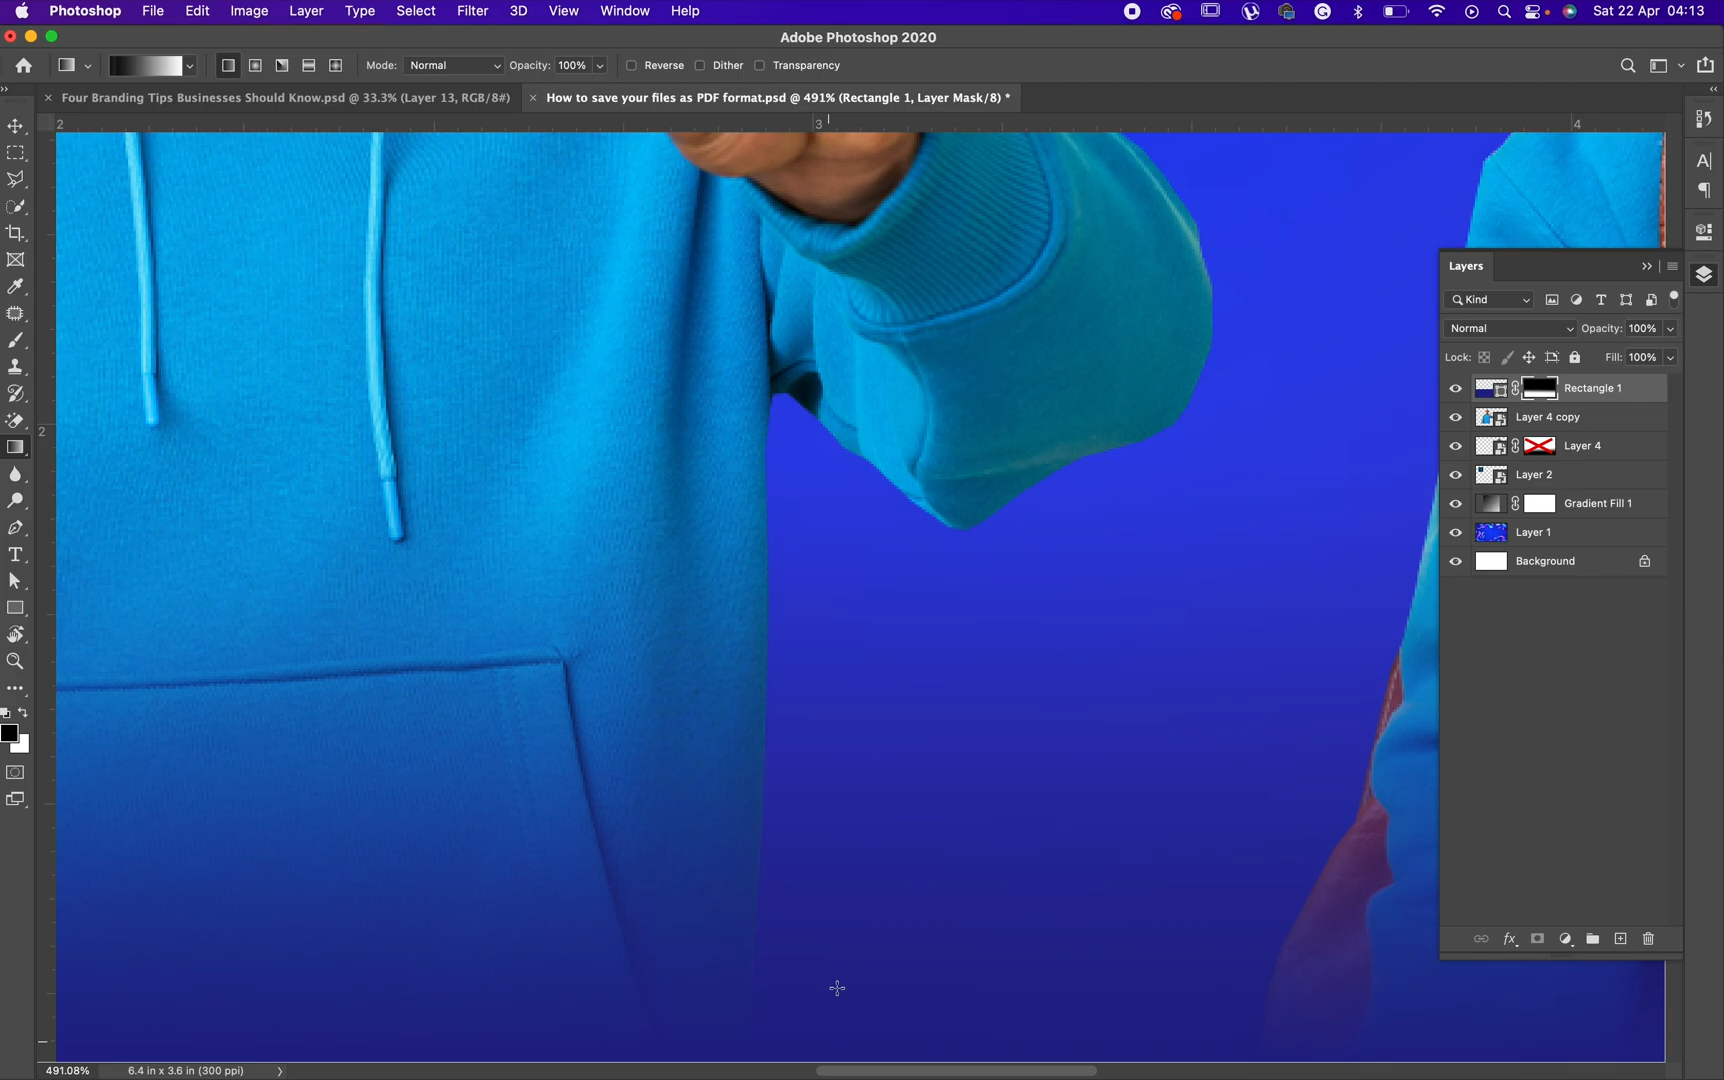 Photoshop File Edit Image Layer Type Select Filter 3D View Window Help Sat 22 Apr 04:13
Adobe Photoshop 2020
Mode: Normal Opacity: 100% Reverse Dither Transparency
Four Branding Tips Businesses Should Know.psd @ 33.3% (Layer 13, RGB/8#) How to save your files as PDF format.psd @ 491% (Rectangle 1, Layer Mask/8) *
2 3 4
2
Layers
Kind
Normal Opacity: 100%
Lock: Fill: 100%
Rectangle 1
Layer 4 copy
Layer 4
Layer 2
Gradient Fill 1
Layer 1
Background
fx
491.08% 6.4 in x 3.6 in (300 ppi)